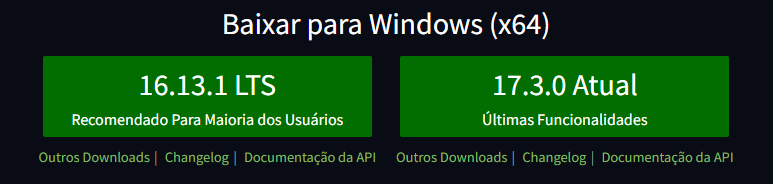 Baixar para Windows (x64)
16.13.1 LTS
Recomendado Para Maioria dos Usuários
Outros Downloads | Changelog | Documentação da API
17.3.0 Atual
Últimas Funcionalidades
Outros Downloads | Changelog | Documentação da API